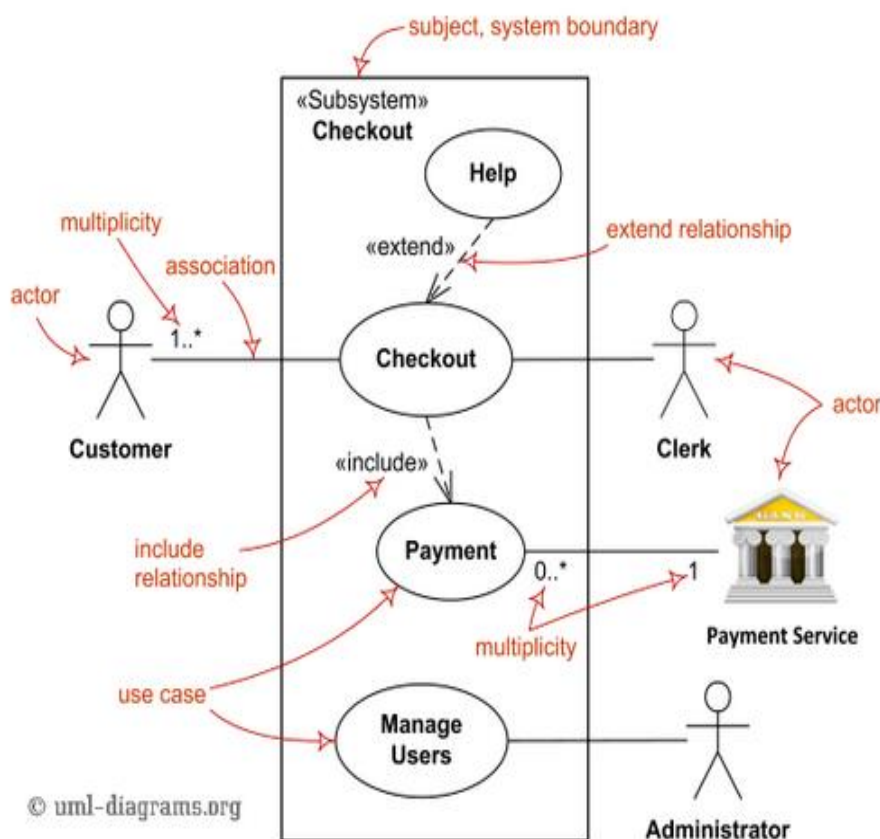 subject, system boundary
«Subsystem»
Checkout
Help
multiplicity
«extend»
extend relationship
association
actor
1..*
Checkout
actor
Customer
Clerk
«include»
BANK
include
relationship
Payment
0..*
1
multiplicity
Payment Service
use case
Manage
Users
© uml-diagrams.org
Administrator